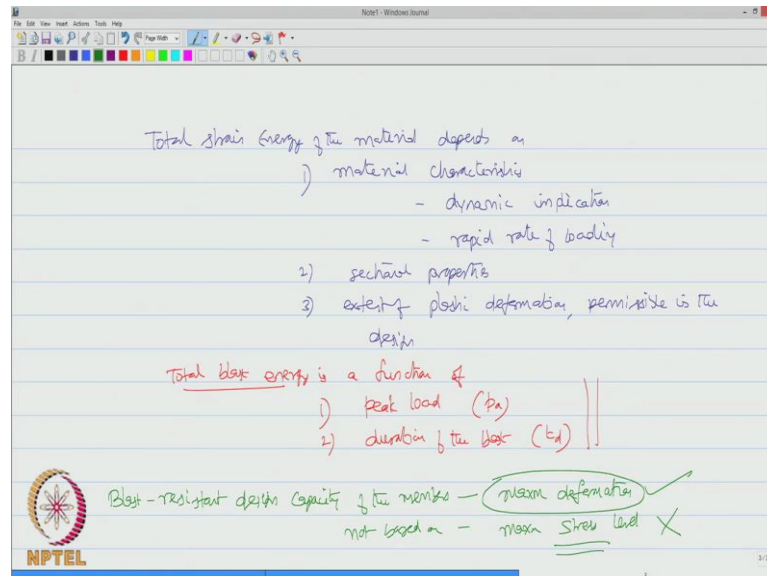 Note1 - Windows Journal
File Edit View Insert Actions Tools Help
Page Width
B I
Total strain Energy of the material depends on
1) material characteristics
- dynamic indication
- rapid rate of loading
2) sectional properties
3) extent of plastic deformation, permissible in the
design
Total blast energy is a function of
1) peak load (pa)
2) duration of the blast (td)
Blast-resistant design capacity of the member - maxm deformation ✓
not based on - maxm stress level X
NPTEL